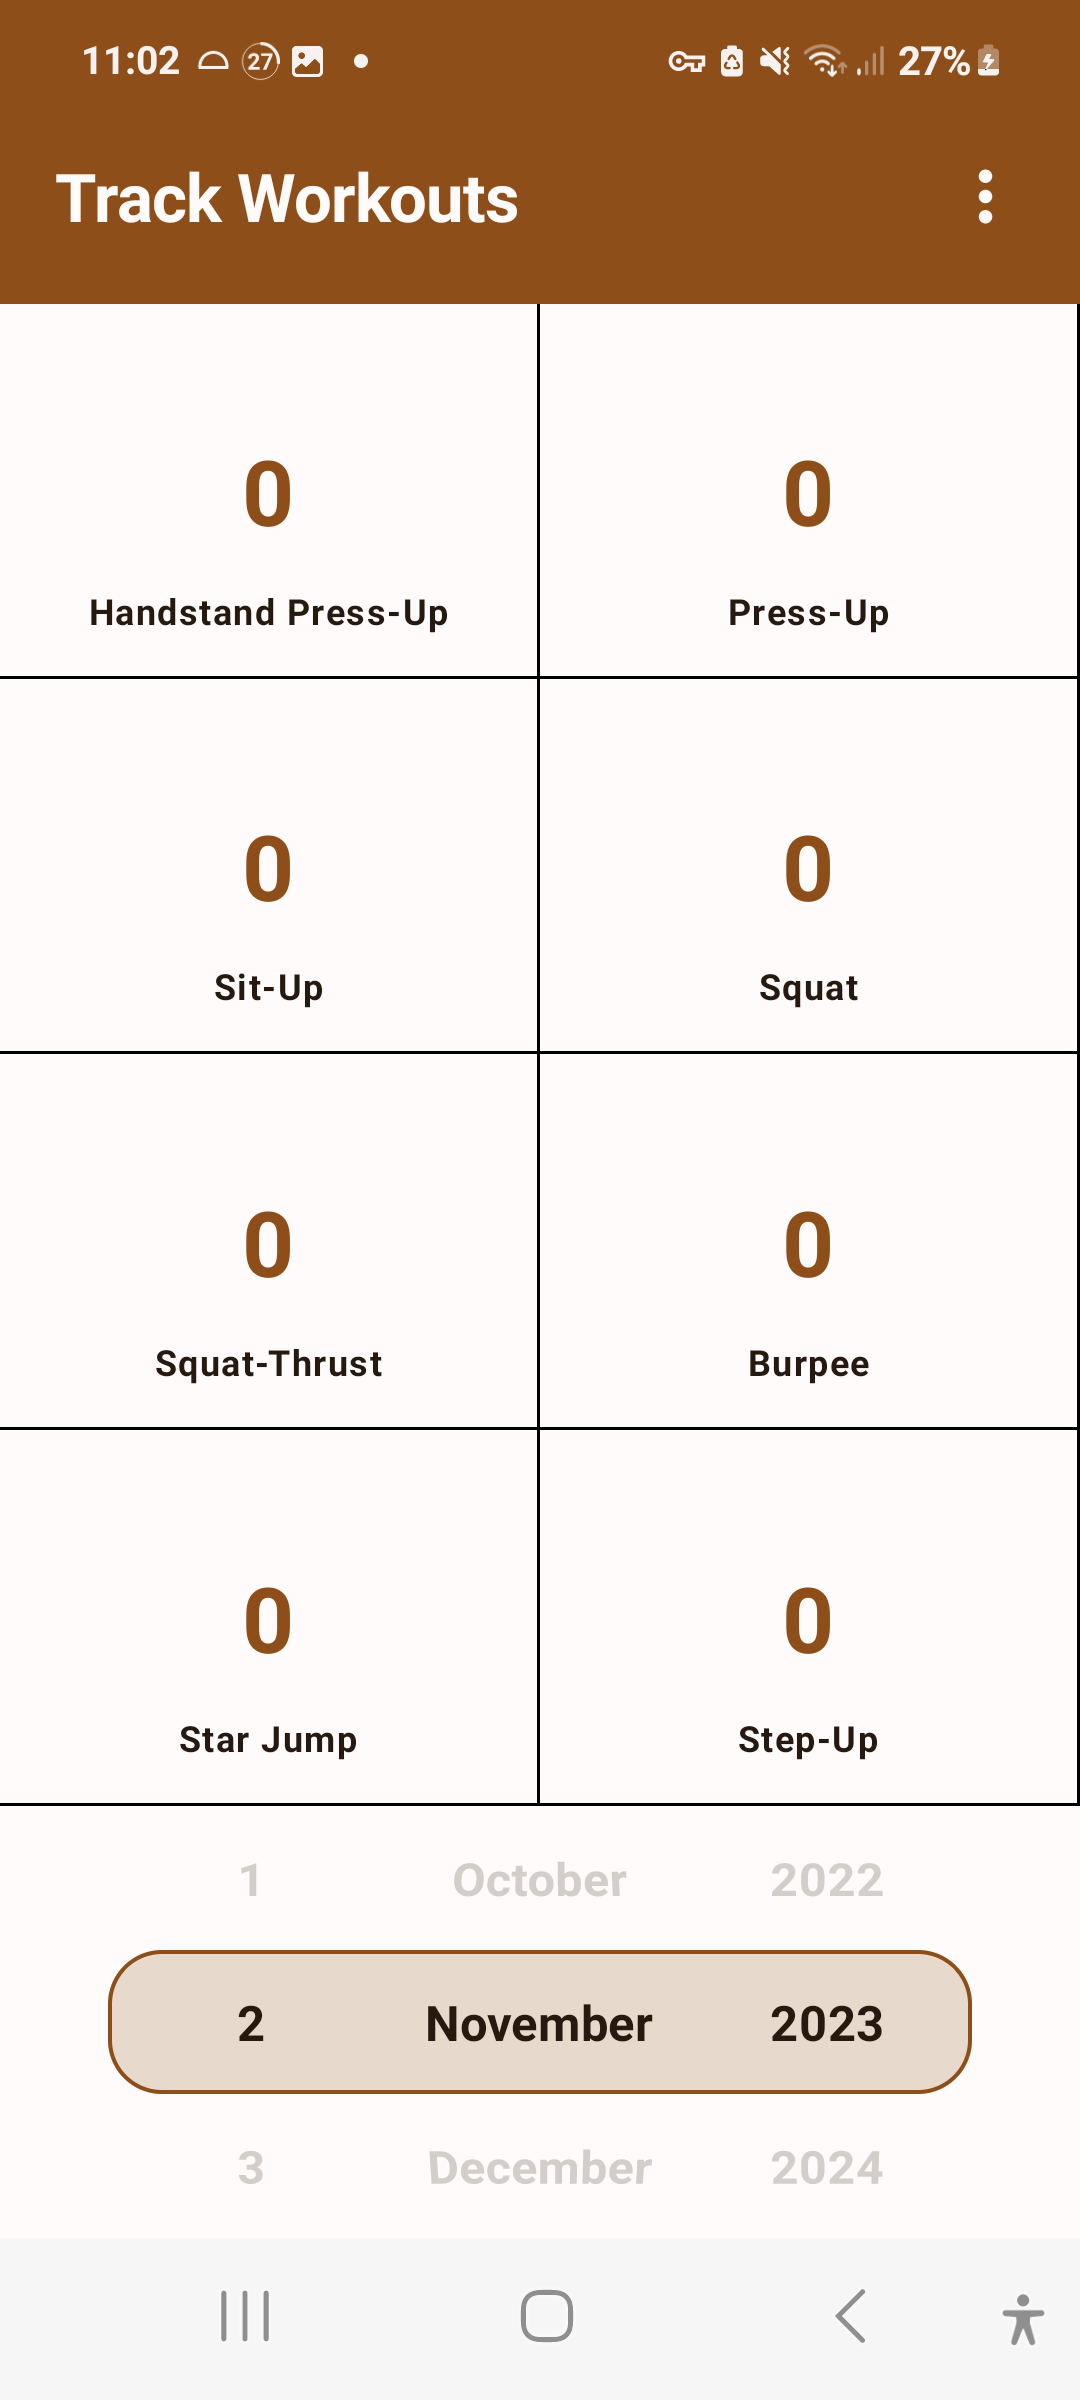 11:02 27 27%
Track Workouts
0 0
Handstand Press-Up Press-Up
0 0
Sit-Up Squat
0 0
Squat-Thrust Burpee
0 0
Star Jump Step-Up
1 October 2022
2 November 2023
3 December 2024